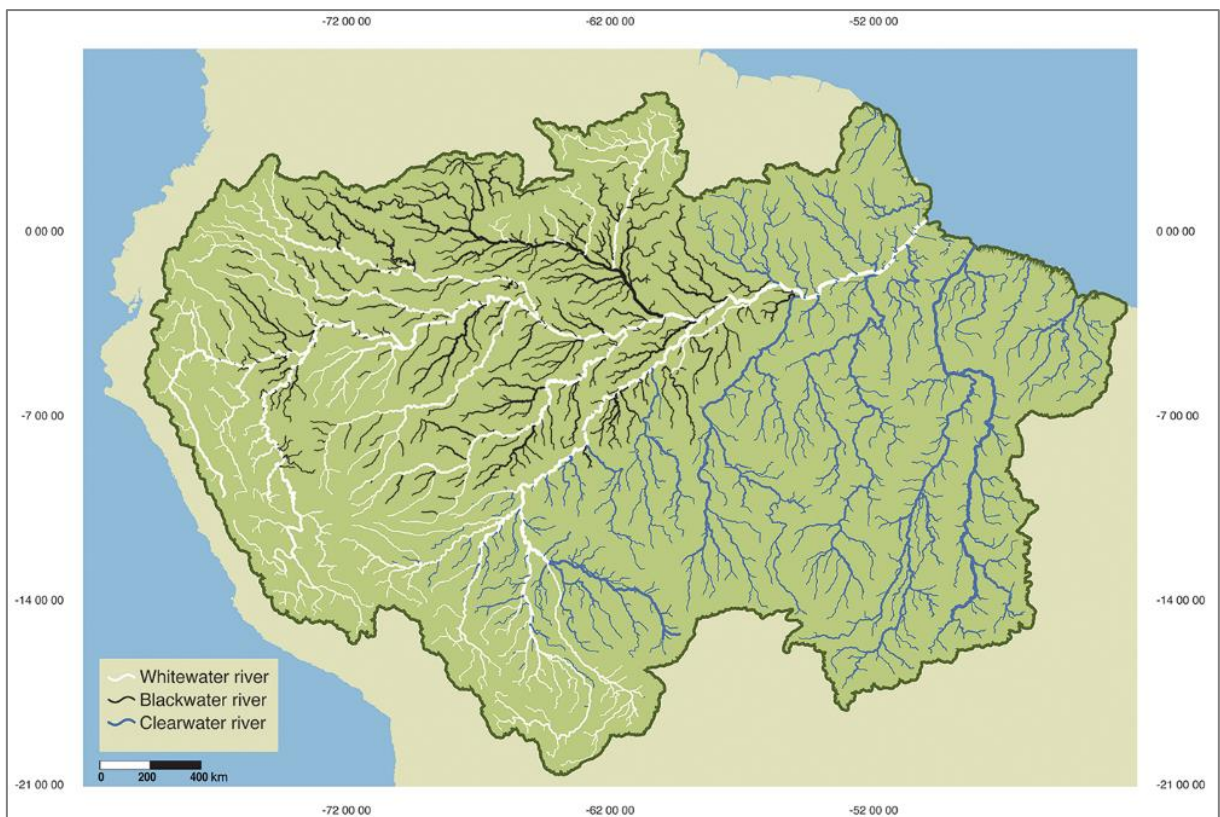 -72 00 00 -62 00 00 -52 00 00
0 00 00 0 00 00
-7 00 00 -7 00 00
-14 00 00 -14 00 00
Whitewater river
Blackwater river
Clearwater river
0 200 400 km
-21 00 00 -21 00 00
-72 00 00 -62 00 00 -52 00 00